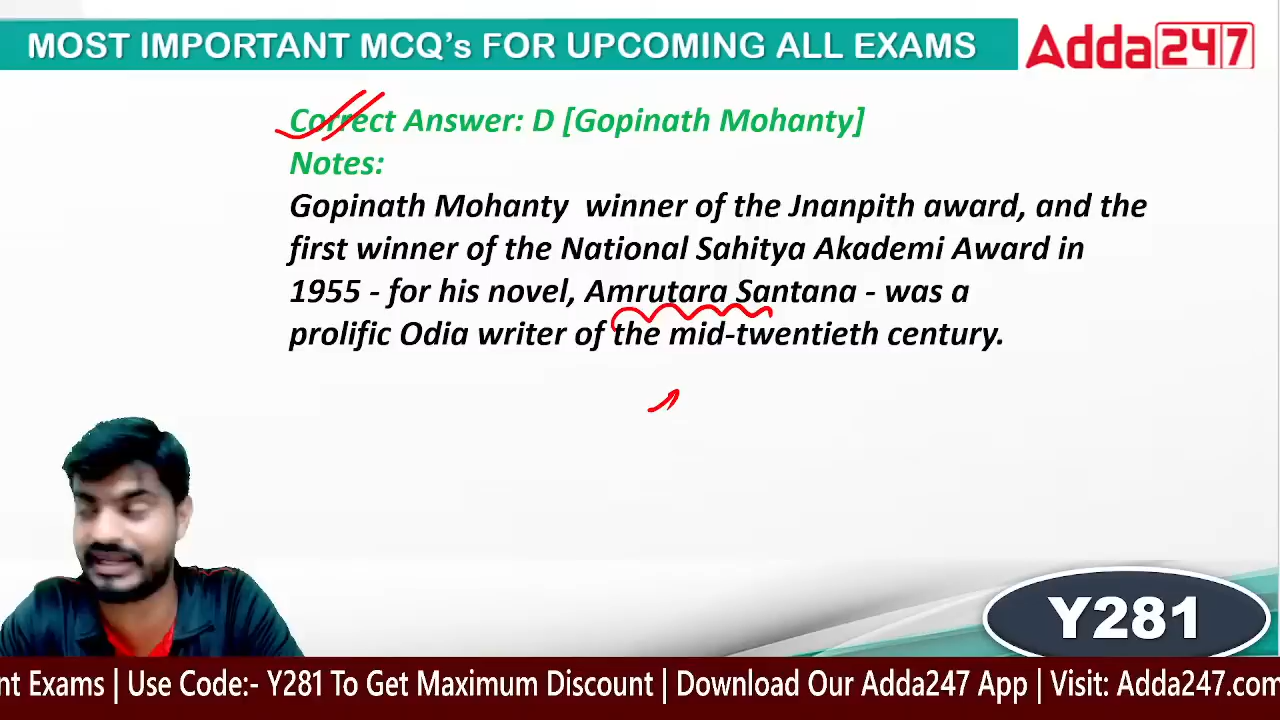 MOST IMPORTANT MCQ's FOR UPCOMING ALL EXAMS
Adda247
Correct Answer: D [Gopinath Mohanty]
Notes:
Gopinath Mohanty winner of the Jnanpith award, and the
first winner of the National Sahitya Akademi Award in
1955 - for his novel, Amrutara Santana - was a
prolific Odia writer of the mid-twentieth century.
Y281
nt Exams | Use Code:- Y281 To Get Maximum Discount | Download Our Adda247 App | Visit: Adda247.com